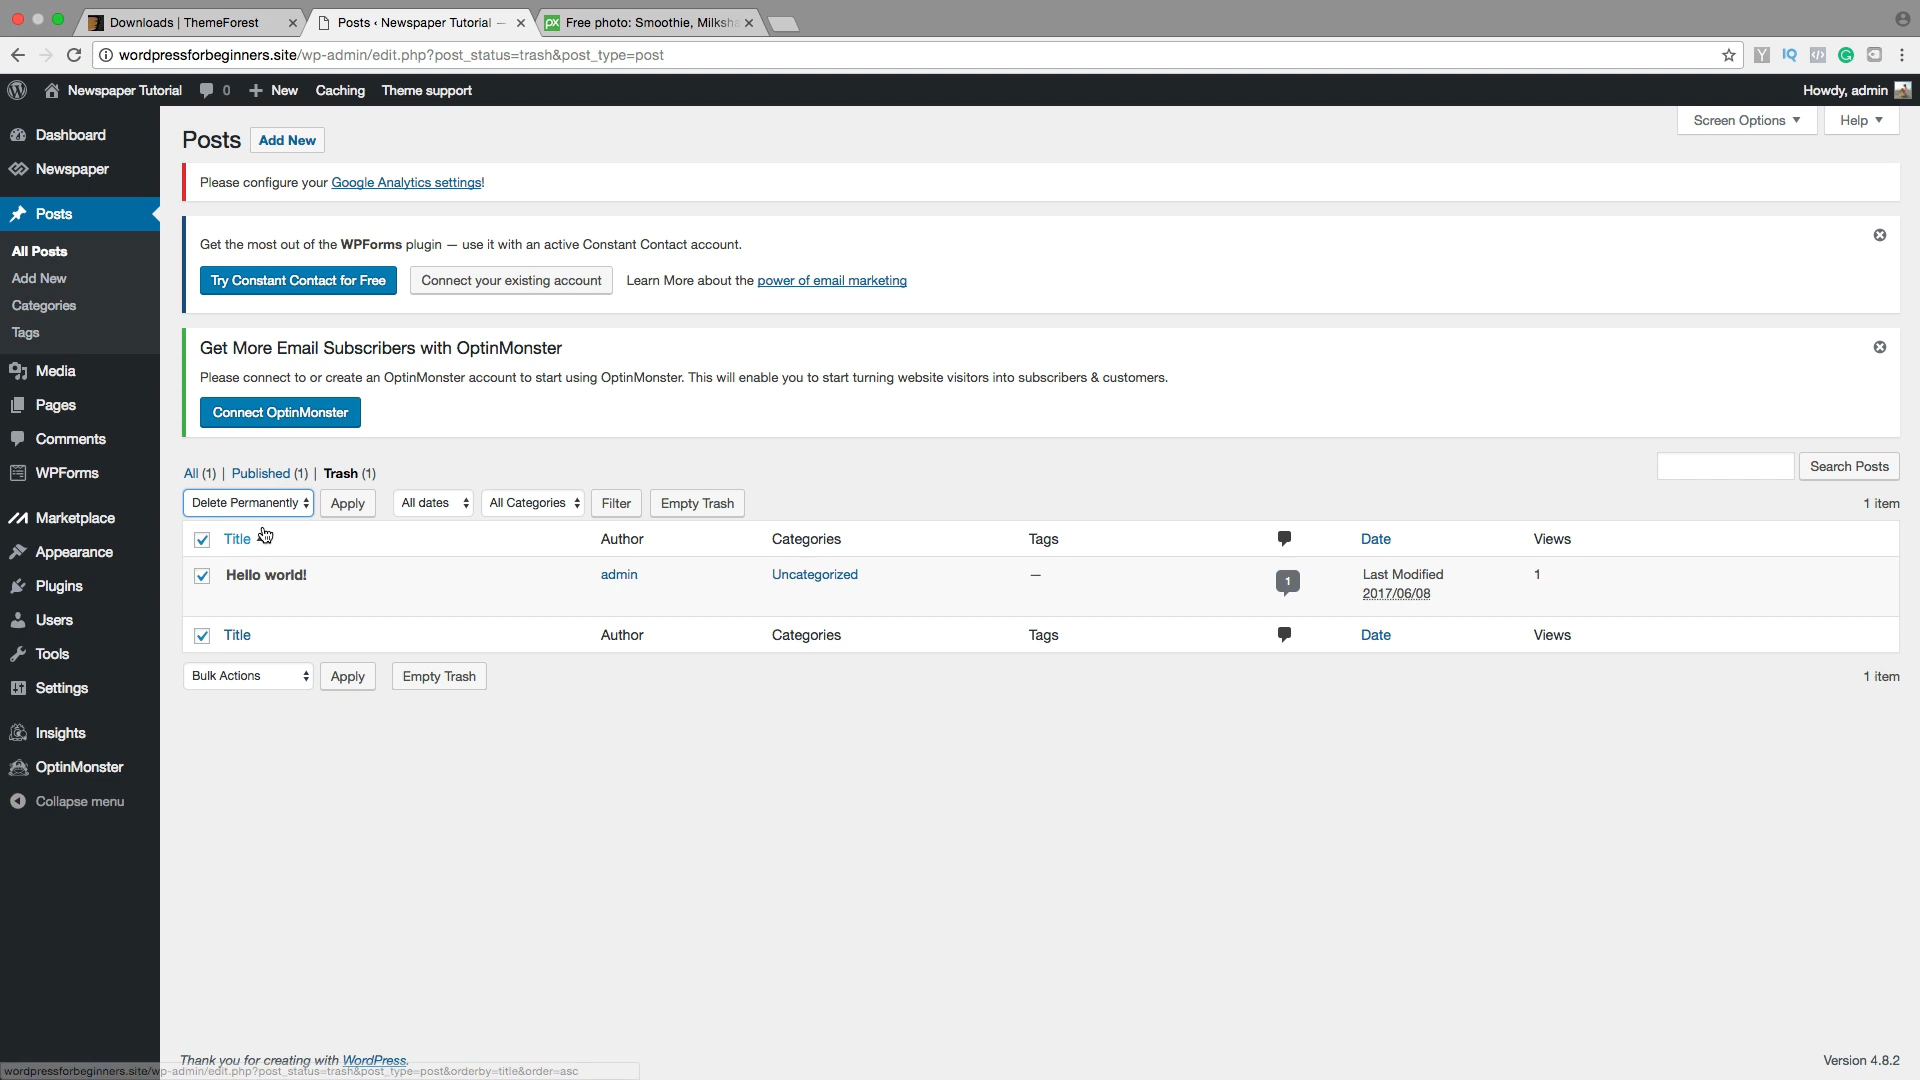 Downloads | ThemeForest
Posts ‹ Newspaper Tutorial —
Free photo: Smoothie, Milksha
wordpressforbeginners.site/wp-admin/edit.php?post_status=trash&post_type=post
Newspaper Tutorial 0 New Caching Theme support Howdy, admin
Screen Options Help
Dashboard
Newspaper
Posts
All Posts
Add New
Categories
Tags
Media
Pages
Comments
WPForms
Marketplace
Appearance
Plugins
Users
Tools
Settings
Insights
OptinMonster
Collapse menu
Posts Add New
Please configure your Google Analytics settings!
Get the most out of the WPForms plugin — use it with an active Constant Contact account.
Try Constant Contact for Free Connect your existing account Learn More about the power of email marketing
Get More Email Subscribers with OptinMonster
Please connect to or create an OptinMonster account to start using OptinMonster. This will enable you to start turning website visitors into subscribers & customers.
Connect OptinMonster
All (1) | Published (1) | Trash (1) Search Posts
Delete Permanently Apply All dates All Categories Filter Empty Trash 1 item
Title Author Categories Tags Date Views
Hello world! admin Uncategorized — 1 Last Modified 1
2017/06/08
Title Author Categories Tags Date Views
Bulk Actions Apply Empty Trash 1 item
Thank you for creating with WordPress. Version 4.8.2
wordpressforbeginners.site/wp-admin/edit.php?post_status=trash&post_type=post&orderby=title&order=asc